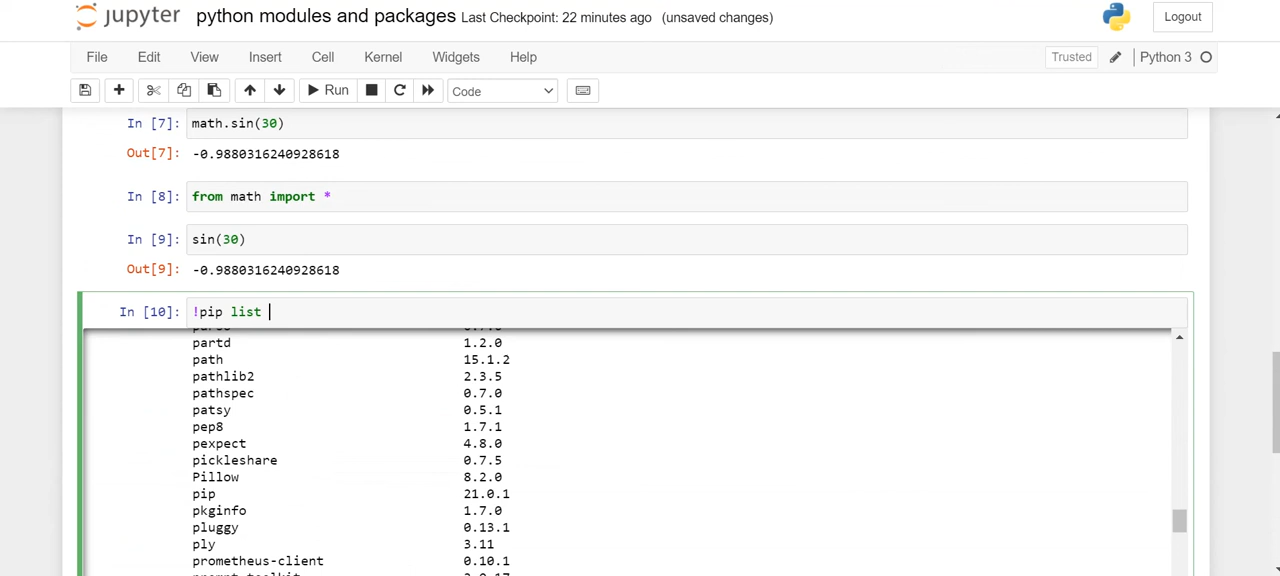 jupyter python modules and packages Last Checkpoint: 22 minutes ago (unsaved changes) Logout
File Edit View Insert Cell Kernel Widgets Help Trusted Python 3
Run Code
In [7]: math.sin(30)
Out[7]: -0.9880316240928618
In [8]: from math import *
In [9]: sin(30)
Out[9]: -0.9880316240928618
In [10]: !pip list
partd 1.2.0
path 15.1.2
pathlib2 2.3.5
pathspec 0.7.0
patsy 0.5.1
pep8 1.7.1
pexpect 4.8.0
pickleshare 0.7.5
Pillow 8.2.0
pip 21.0.1
pkginfo 1.7.0
pluggy 0.13.1
ply 3.11
prometheus-client 0.10.1